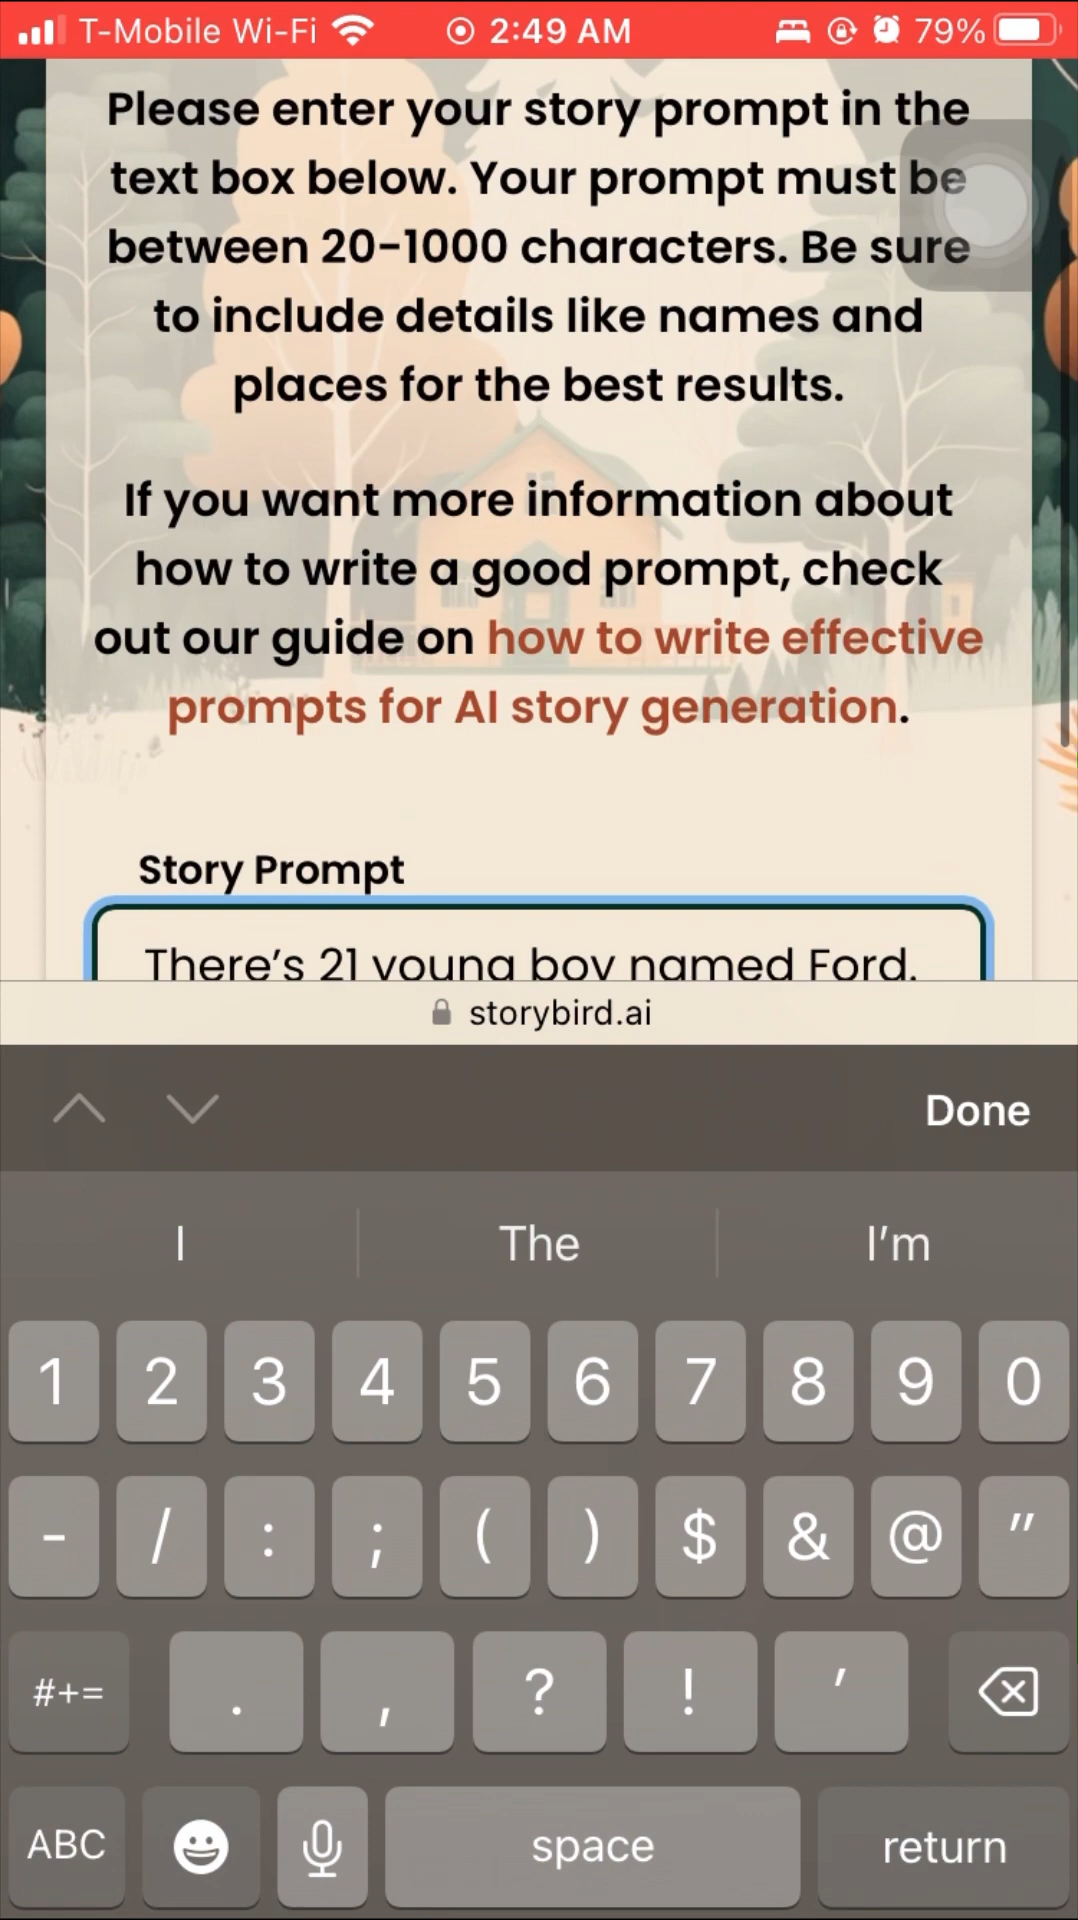 T-Mobile Wi-Fi 2:49 AM 79%
Please enter your story prompt in the
text box below. Your prompt must be
between 20-1000 characters. Be sure
to include details like names and
places for the best results.
If you want more information about
how to write a good prompt, check
out our guide on how to write effective
prompts for AI story generation.
Story Prompt
There’s 21 young boy named Ford.
storybird.ai
Done
I The I’m
1 2 3 4 5 6 7 8 9 0
- / : ; ( ) $ & @ "
#+= . , ? ! '
ABC space return